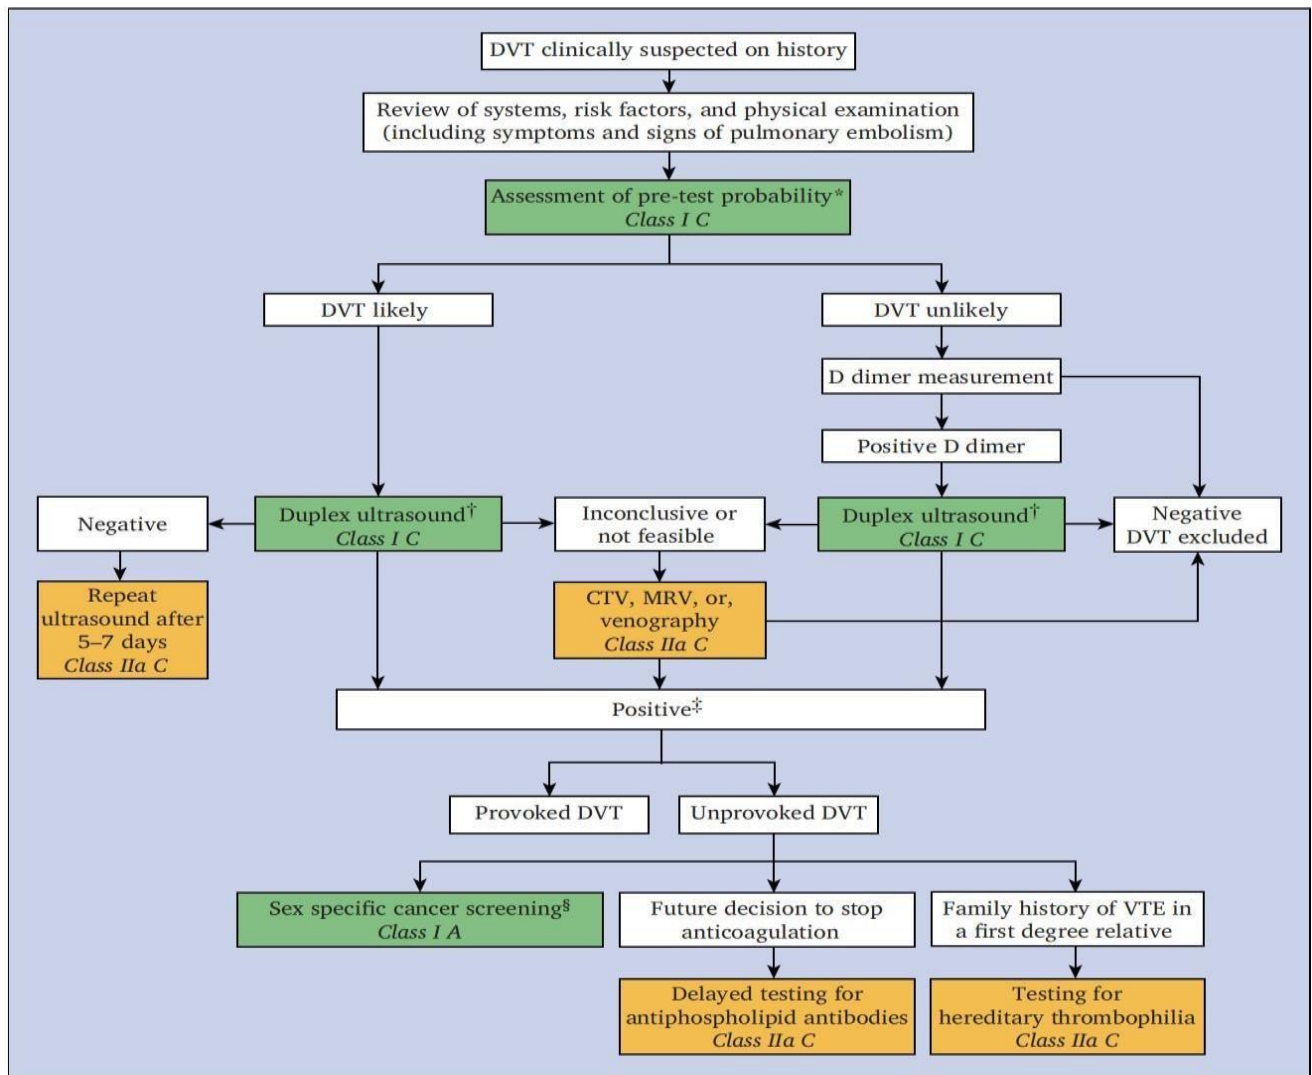 DVT clinically suspected on history
Review of systems, risk factors, and physical examination
(including symptoms and signs of pulmonary embolism)
Assessment of pre-test probability*
Class I C
DVT likely
DVT unlikely
D dimer measurement
Positive D dimer
Negative
Duplex ultrasound†
Class I C
Inconclusive or
not feasible
Duplex ultrasound†
Class I C
Negative
DVT excluded
Repeat
ultrasound after
5–7 days
Class IIa C
CTV, MRV, or,
venography
Class IIa C
Positive‡
Provoked DVT
Unprovoked DVT
Sex specific cancer screening§
Class I A
Future decision to stop
anticoagulation
Family history of VTE in
a first degree relative
Delayed testing for
antiphospholipid antibodies
Class IIa C
Testing for
hereditary thrombophilia
Class IIa C